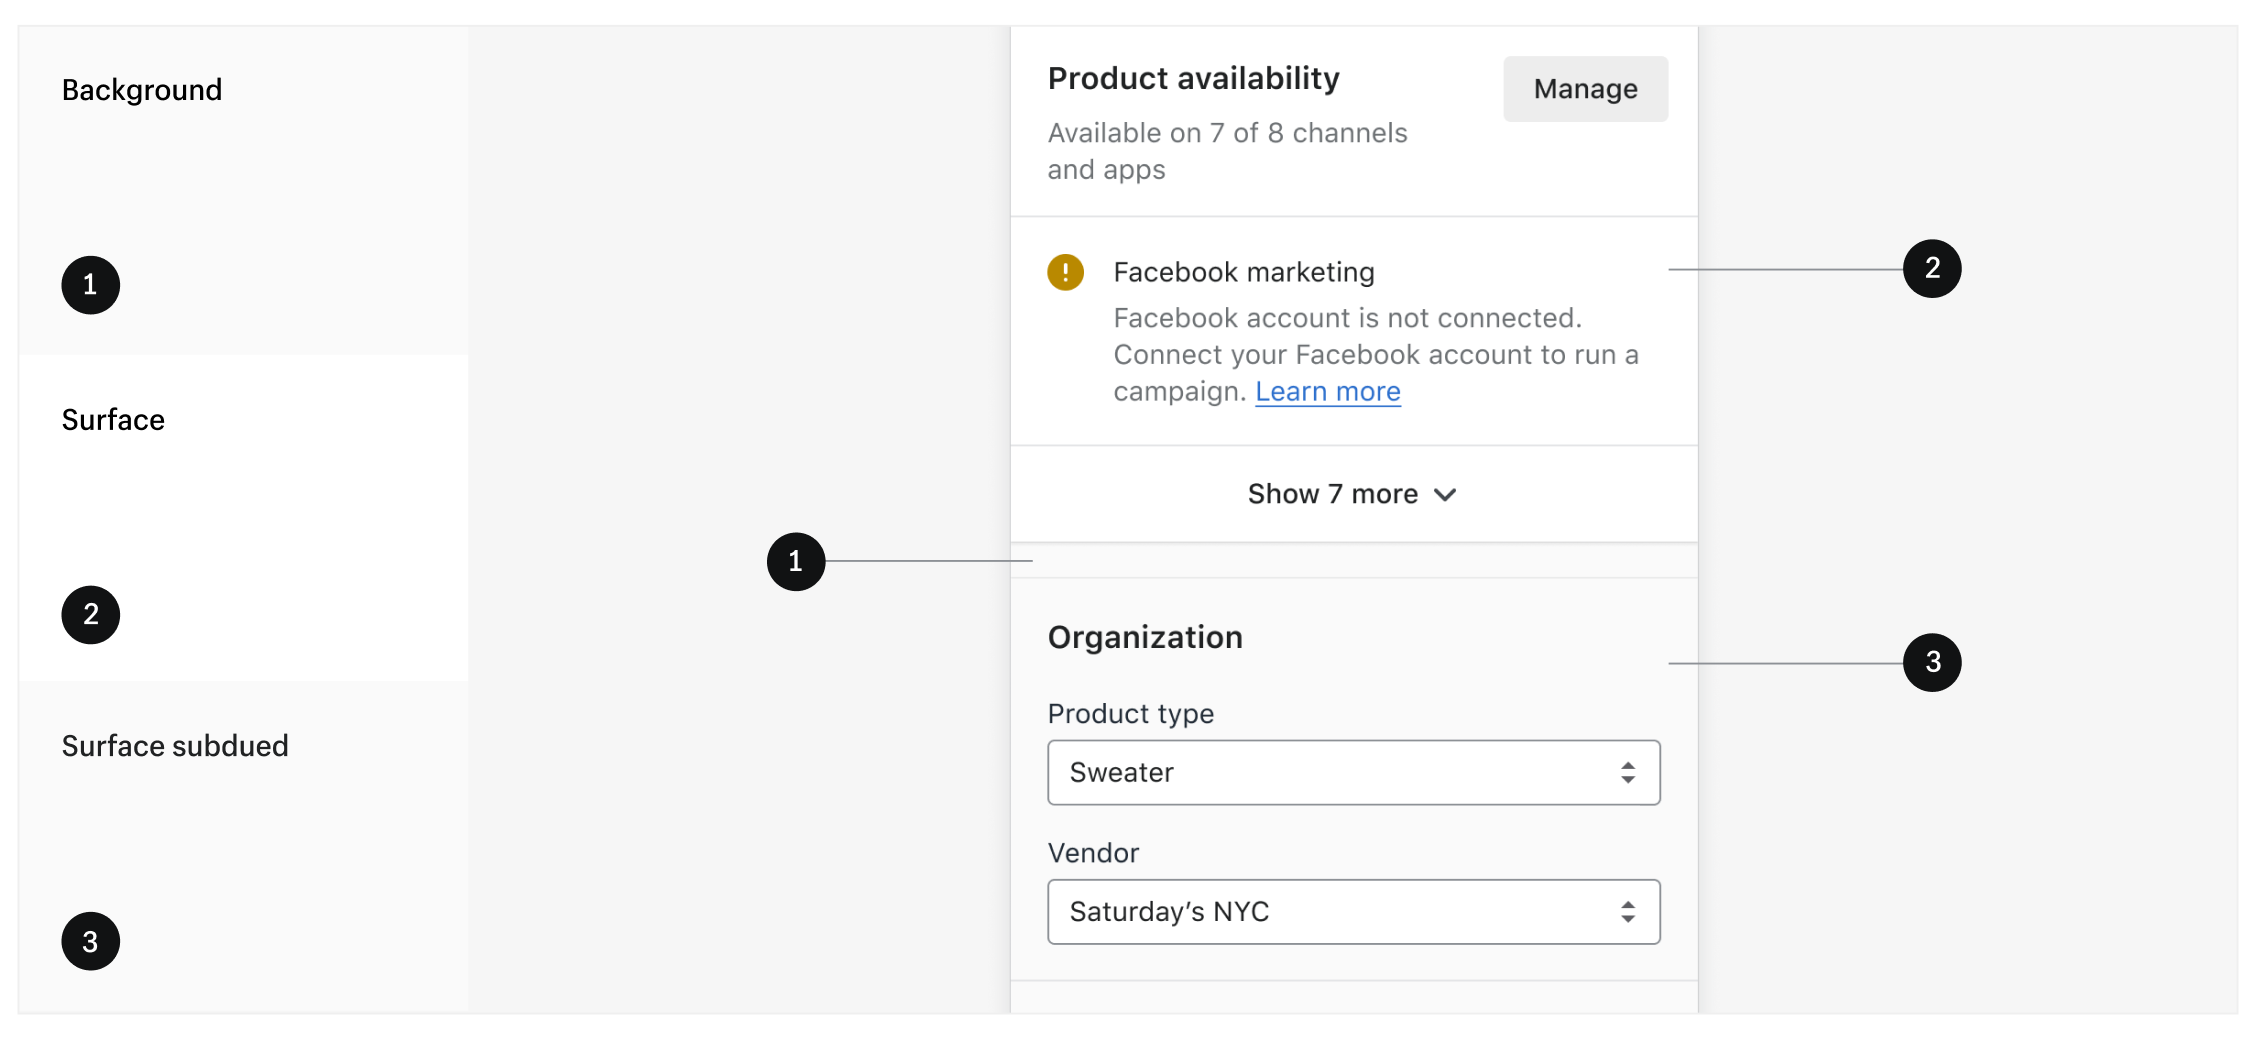 Background
1
Surface
2
Surface subdued
3
Product availability
Manage
Available on 7 of 8 channels
and apps
!
Facebook marketing
2
Facebook account is not connected.
Connect your Facebook account to run a
campaign. Learn more
Show 7 more
1
Organization
3
Product type
Sweater
Vendor
Saturday’s NYC